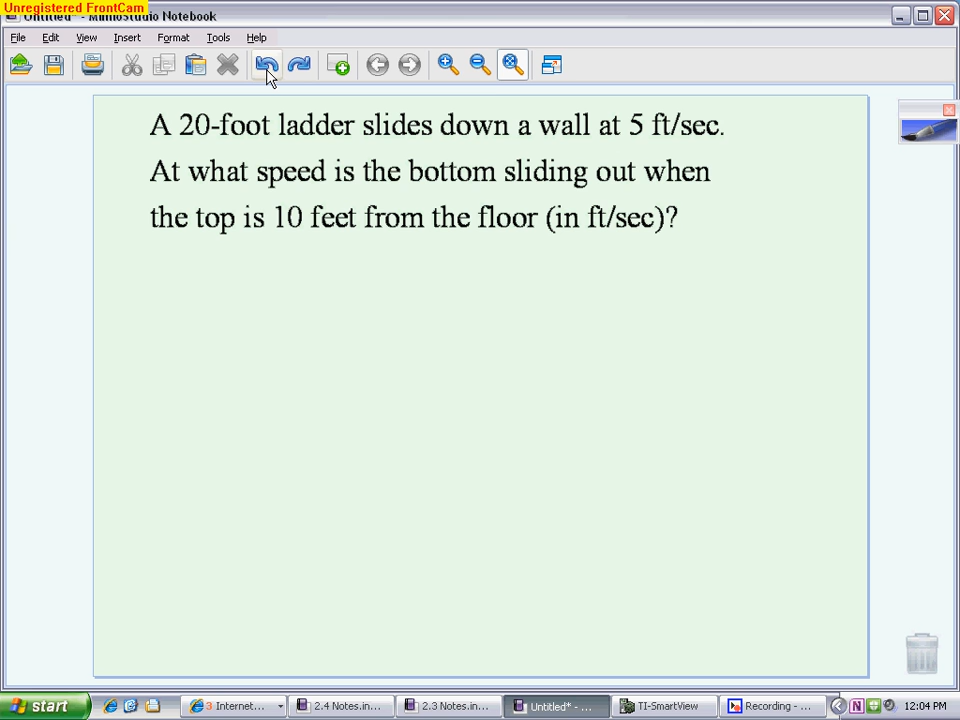 Unregistered FrontCam
Untitled* - MimioStudio Notebook
File Edit View Insert Format Tools Help
A 20-foot ladder slides down a wall at 5 ft/sec.
At what speed is the bottom sliding out when
the top is 10 feet from the floor (in ft/sec)?
start 3 Internet... 2.4 Notes.in... 2.3 Notes.in... Untitled* - ... TI-SmartView Recording - ... 12:04 PM